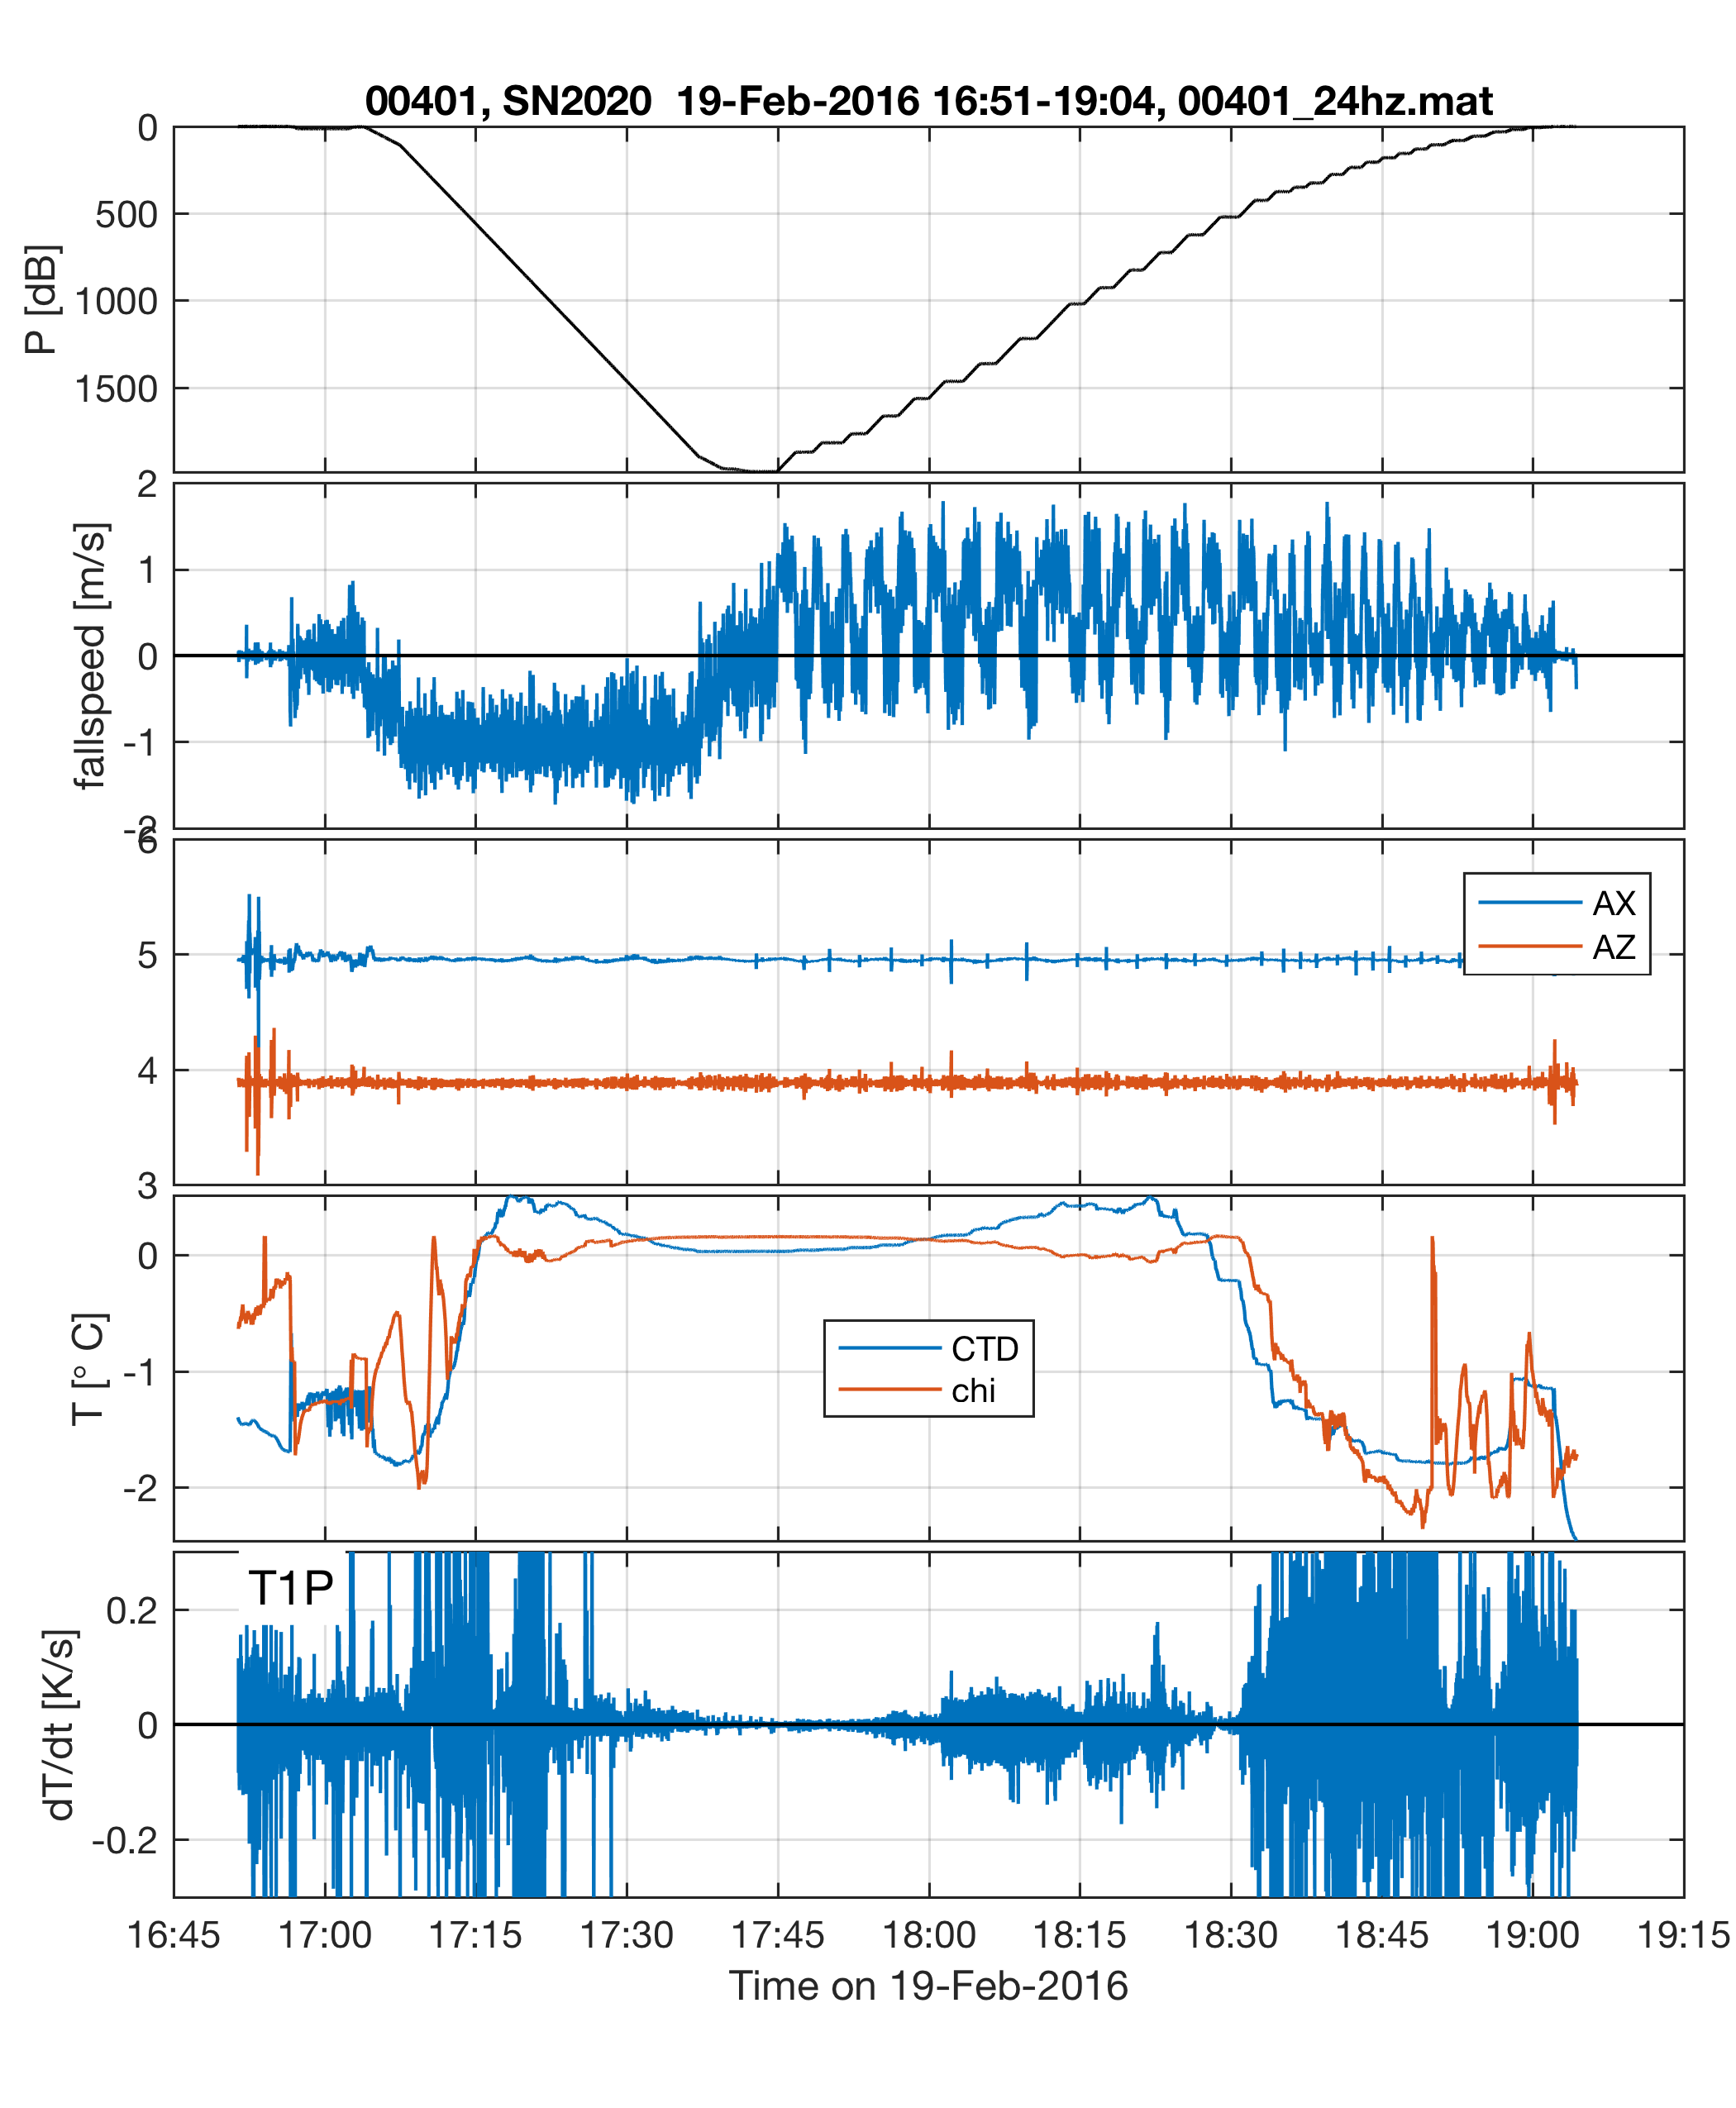 00401, SN2020  19-Feb-2016 16:51-19:04, 00401_24hz.mat
0
500
1000
1500
P [dB]
2
1
0
-1
-2
fallspeed [m/s]
6
5
4
3
AX
AZ
0
-1
-2
T [° C]
CTD
chi
T1P
0.2
0
-0.2
dT/dt [K/s]
16:45 17:00 17:15 17:30 17:45 18:00 18:15 18:30 18:45 19:00 19:15
Time on 19-Feb-2016